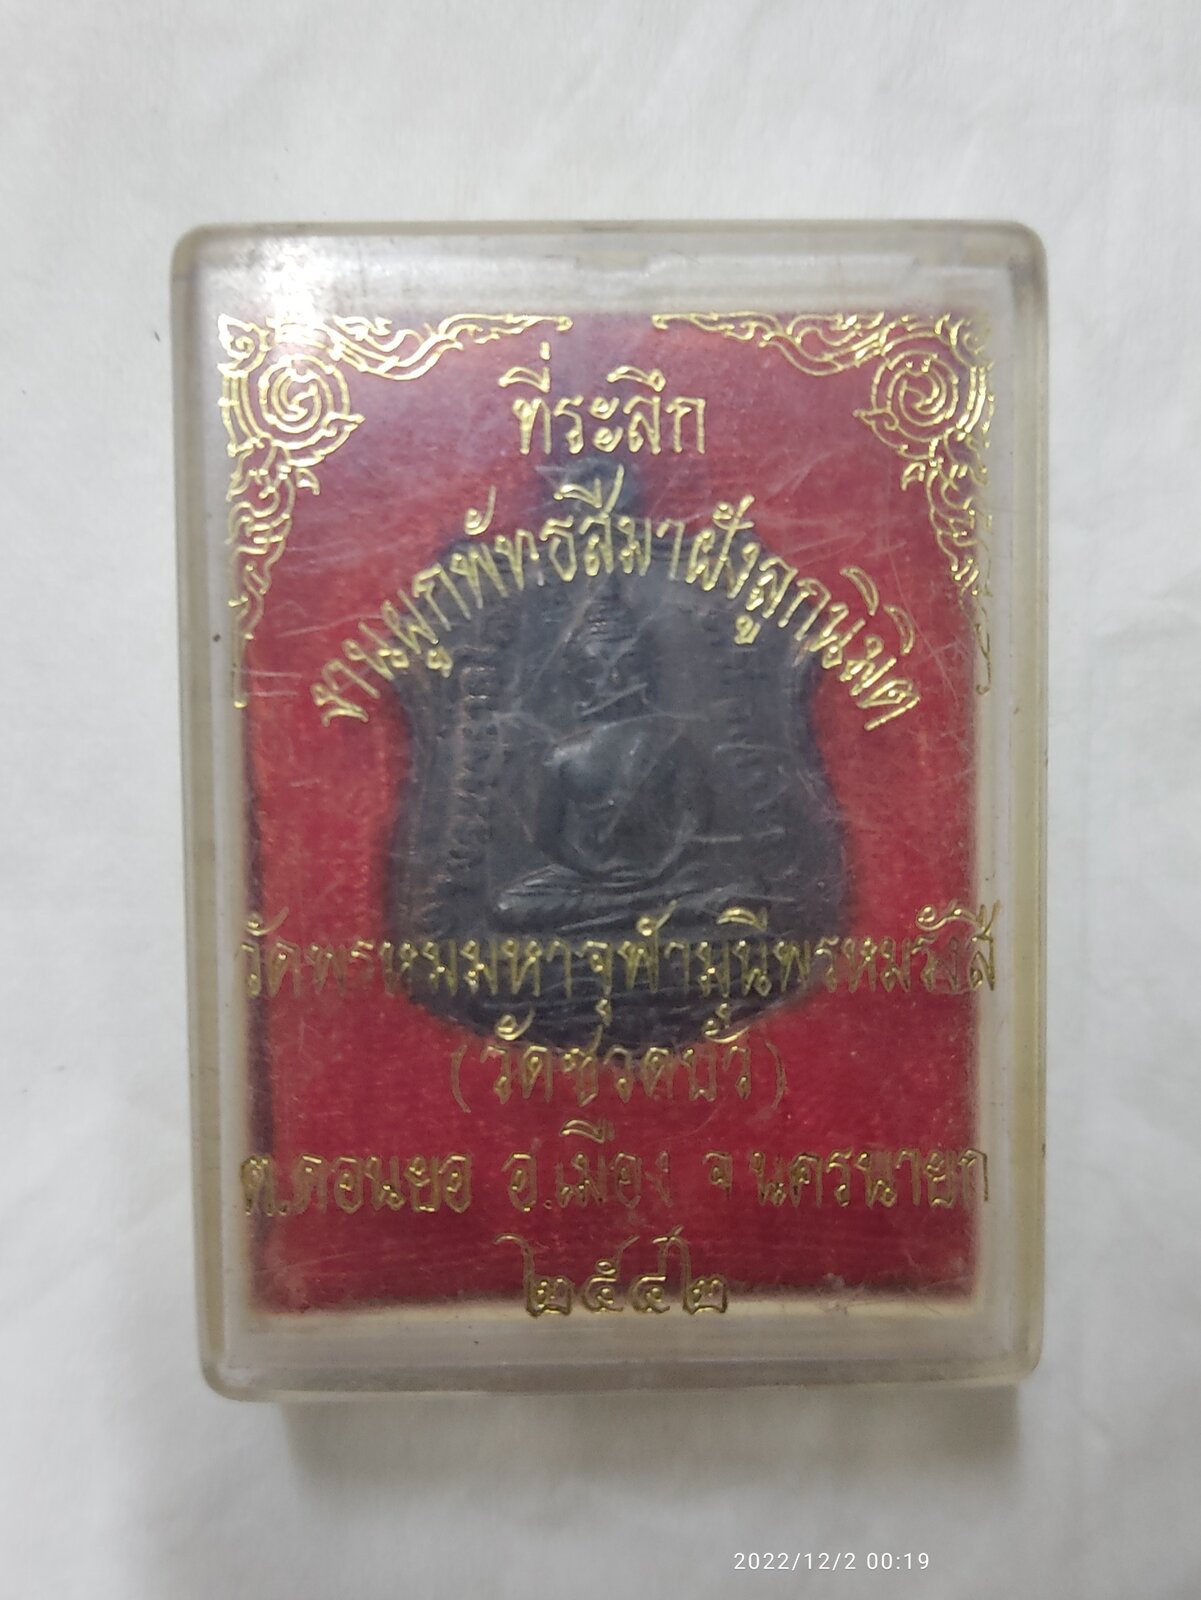 ที่ระลึก
งานผูกพัทธสีมาฝังลูกนิมิต
วัดพรหมมหาจุฬามุนีพรหมรังสี
(วัดชวดบัว)
ต.ดอนยอ อ.เมือง จ.นครนายก
๒๕๔๒
2022/12/2 00:19